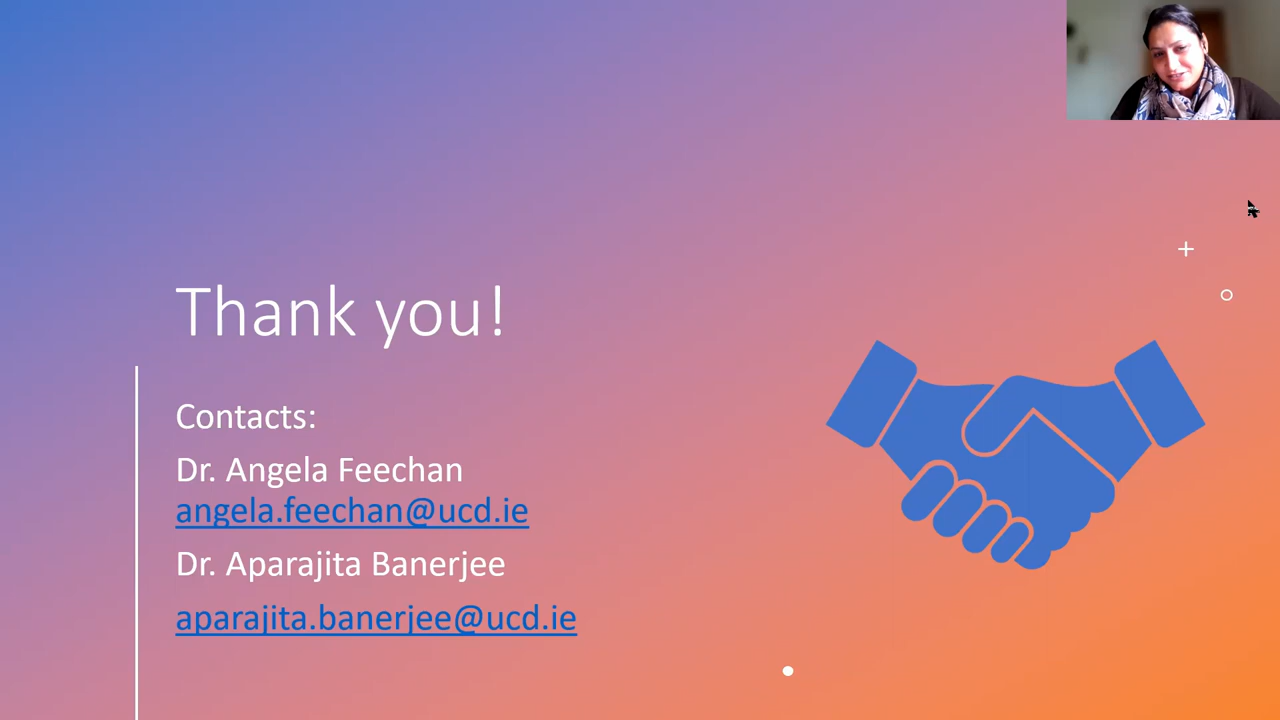 Thank you!
Contacts:
Dr. Angela Feechan
angela.feechan@ucd.ie
Dr. Aparajita Banerjee
aparajita.banerjee@ucd.ie